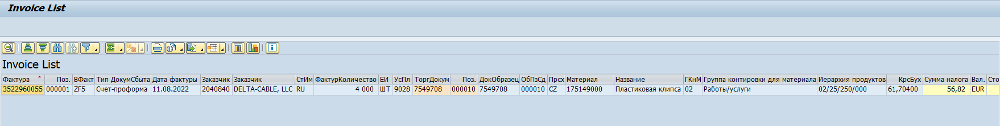 Invoice List
Invoice List
Фактура Поз. ВФакт Тип ДокумСбыта Дата фактуры Заказчик Заказчик СтИм ФактурКоличество ЕИ УсПл ТоргДокум Поз. ДокОбразец ОбПзСд Прсх Материал Название ГКнМ Группа контировки для материала Иерархия продуктов КрсБух Сумма налога Вал. Сто
3522960055 000001 ZF5 Счет-проформа 11.08.2022 2040840 DELTA-CABLE, LLC RU 4 000 ШТ 9028 7549708 000010 7549708 000010 CZ 175149000 Пластиковая клипса 02 Работы/услуги 02/25/250/000 61,70400 56,82 EUR